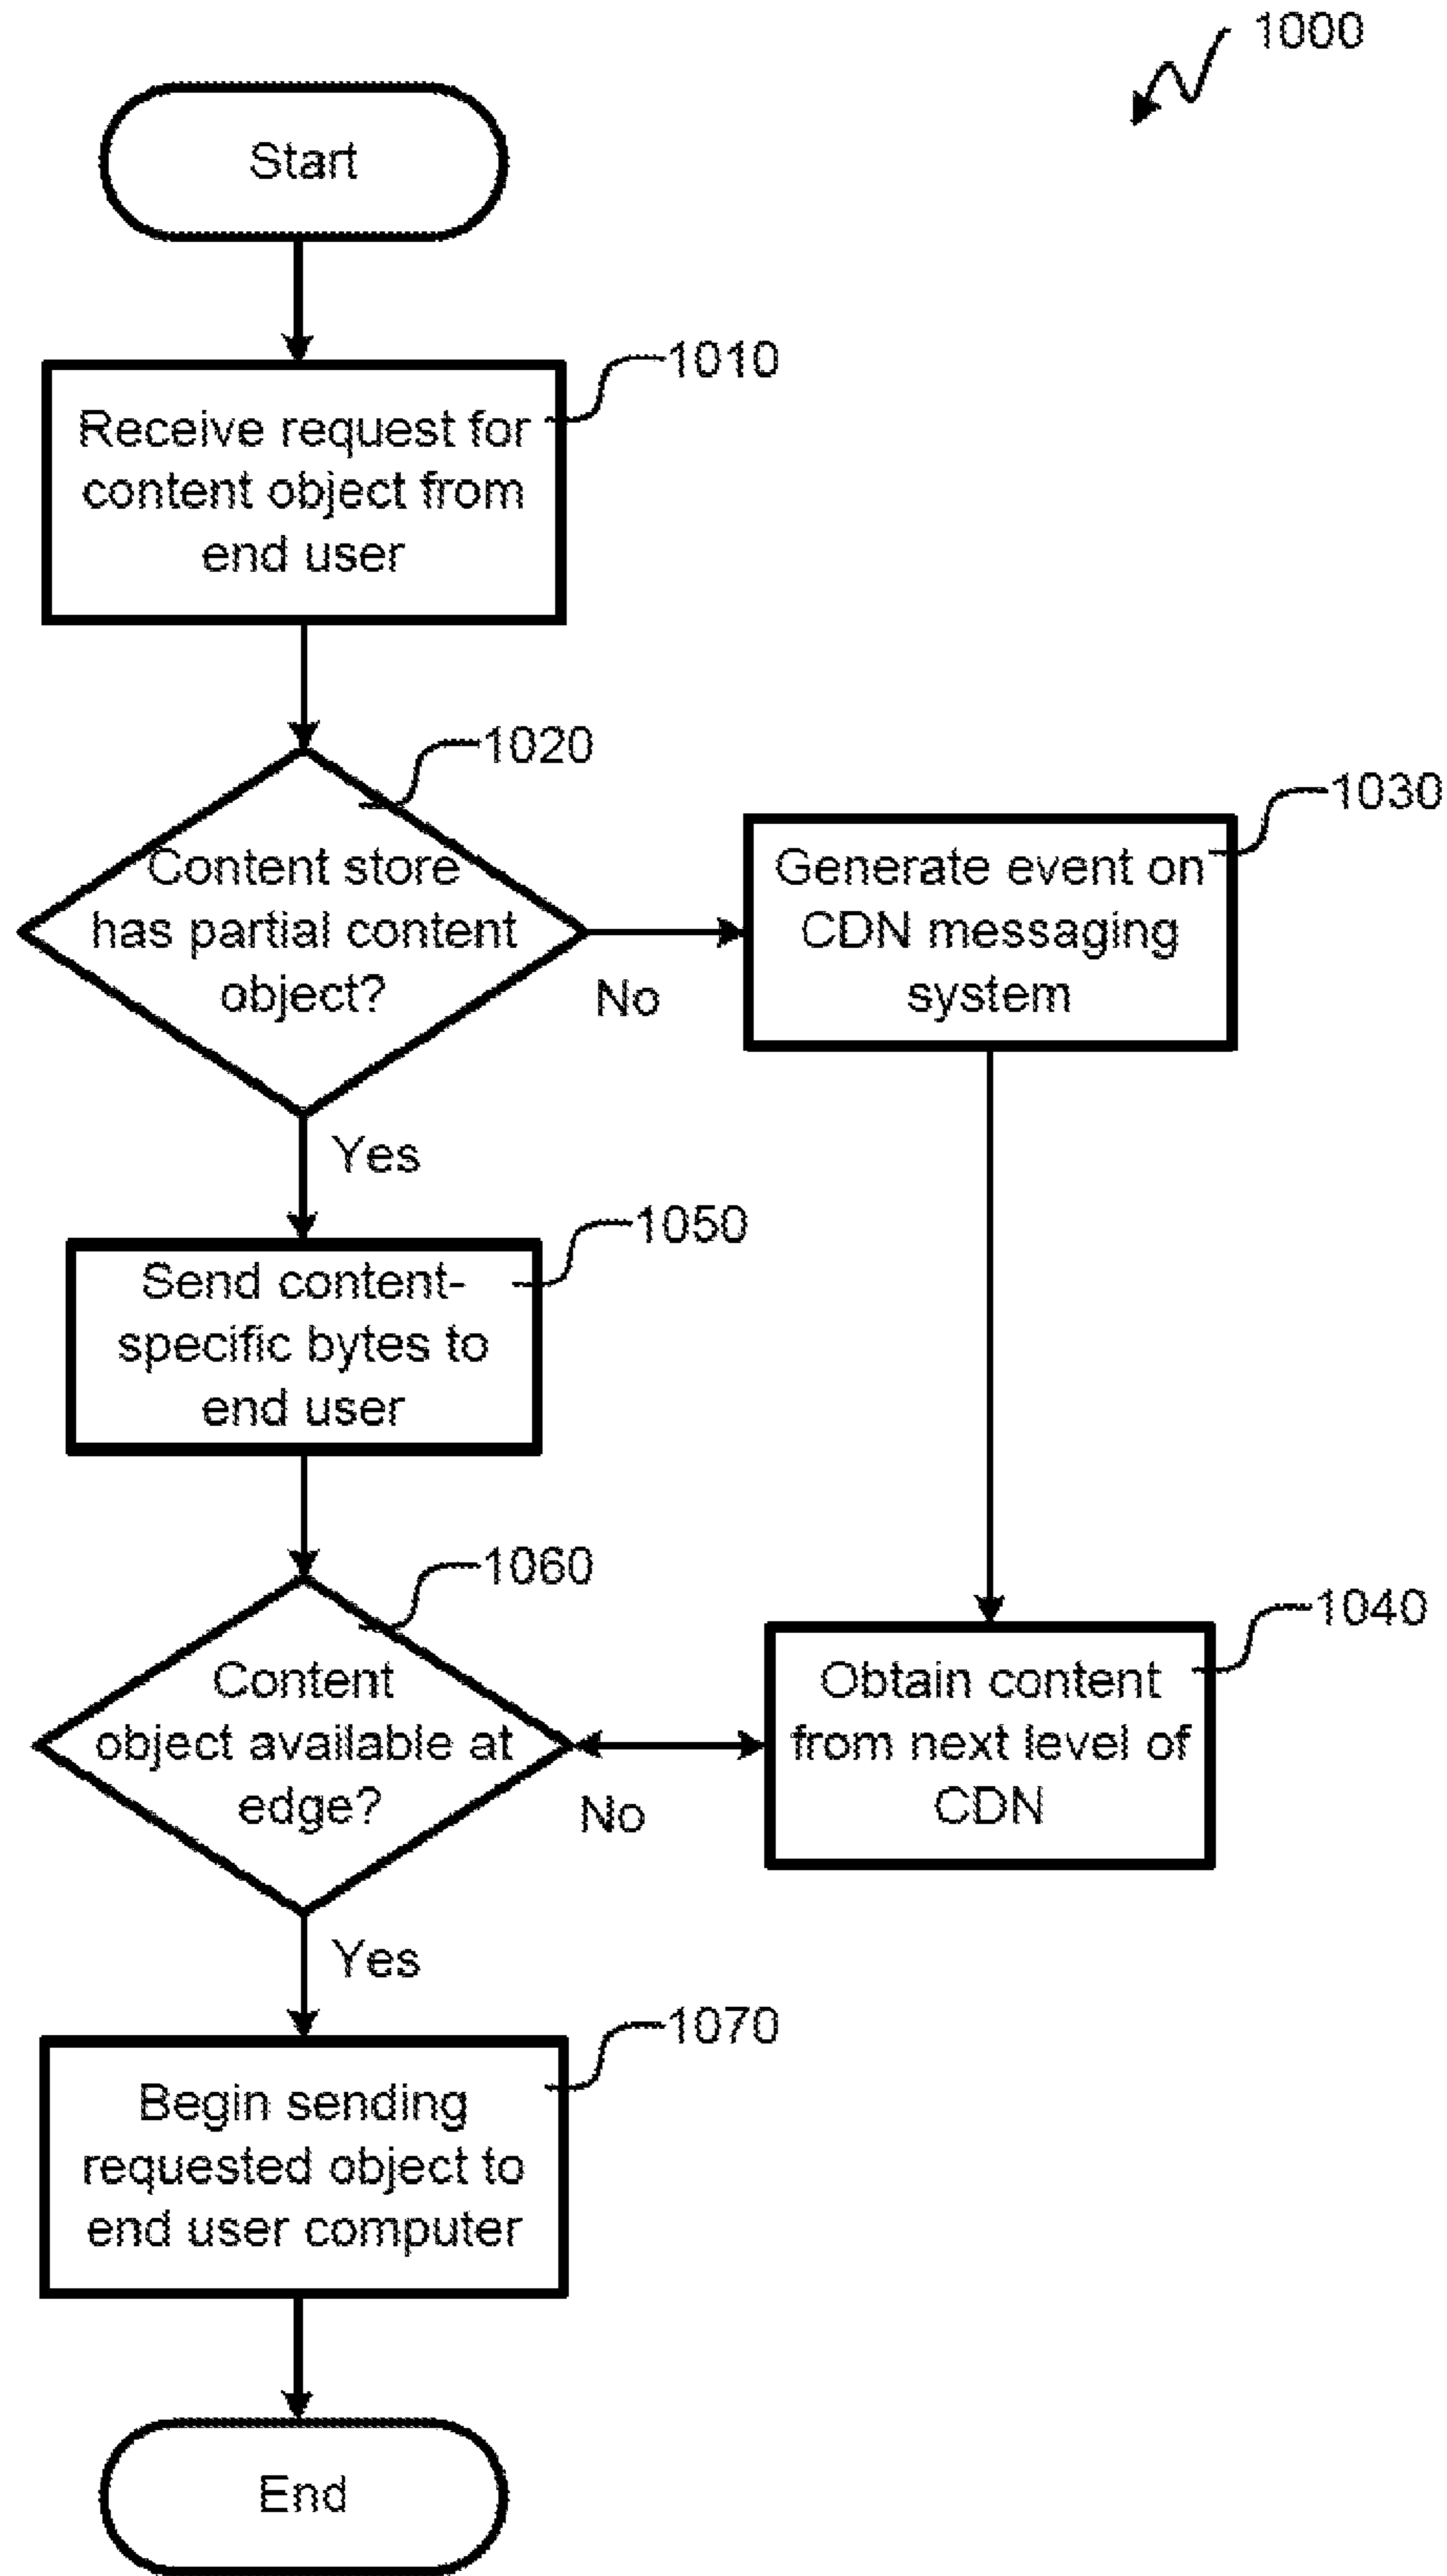 1000
Start
1010
Receive request for
content object from
end user
1020
Content store
has partial content
object?
No
1030
Generate event on
CDN messaging
system
Yes
1050
Send content-
specific bytes to
end user
1060
Content
object available at
edge?
No
1040
Obtain content
from next level of
CDN
Yes
1070
Begin sending
requested object to
end user computer
End